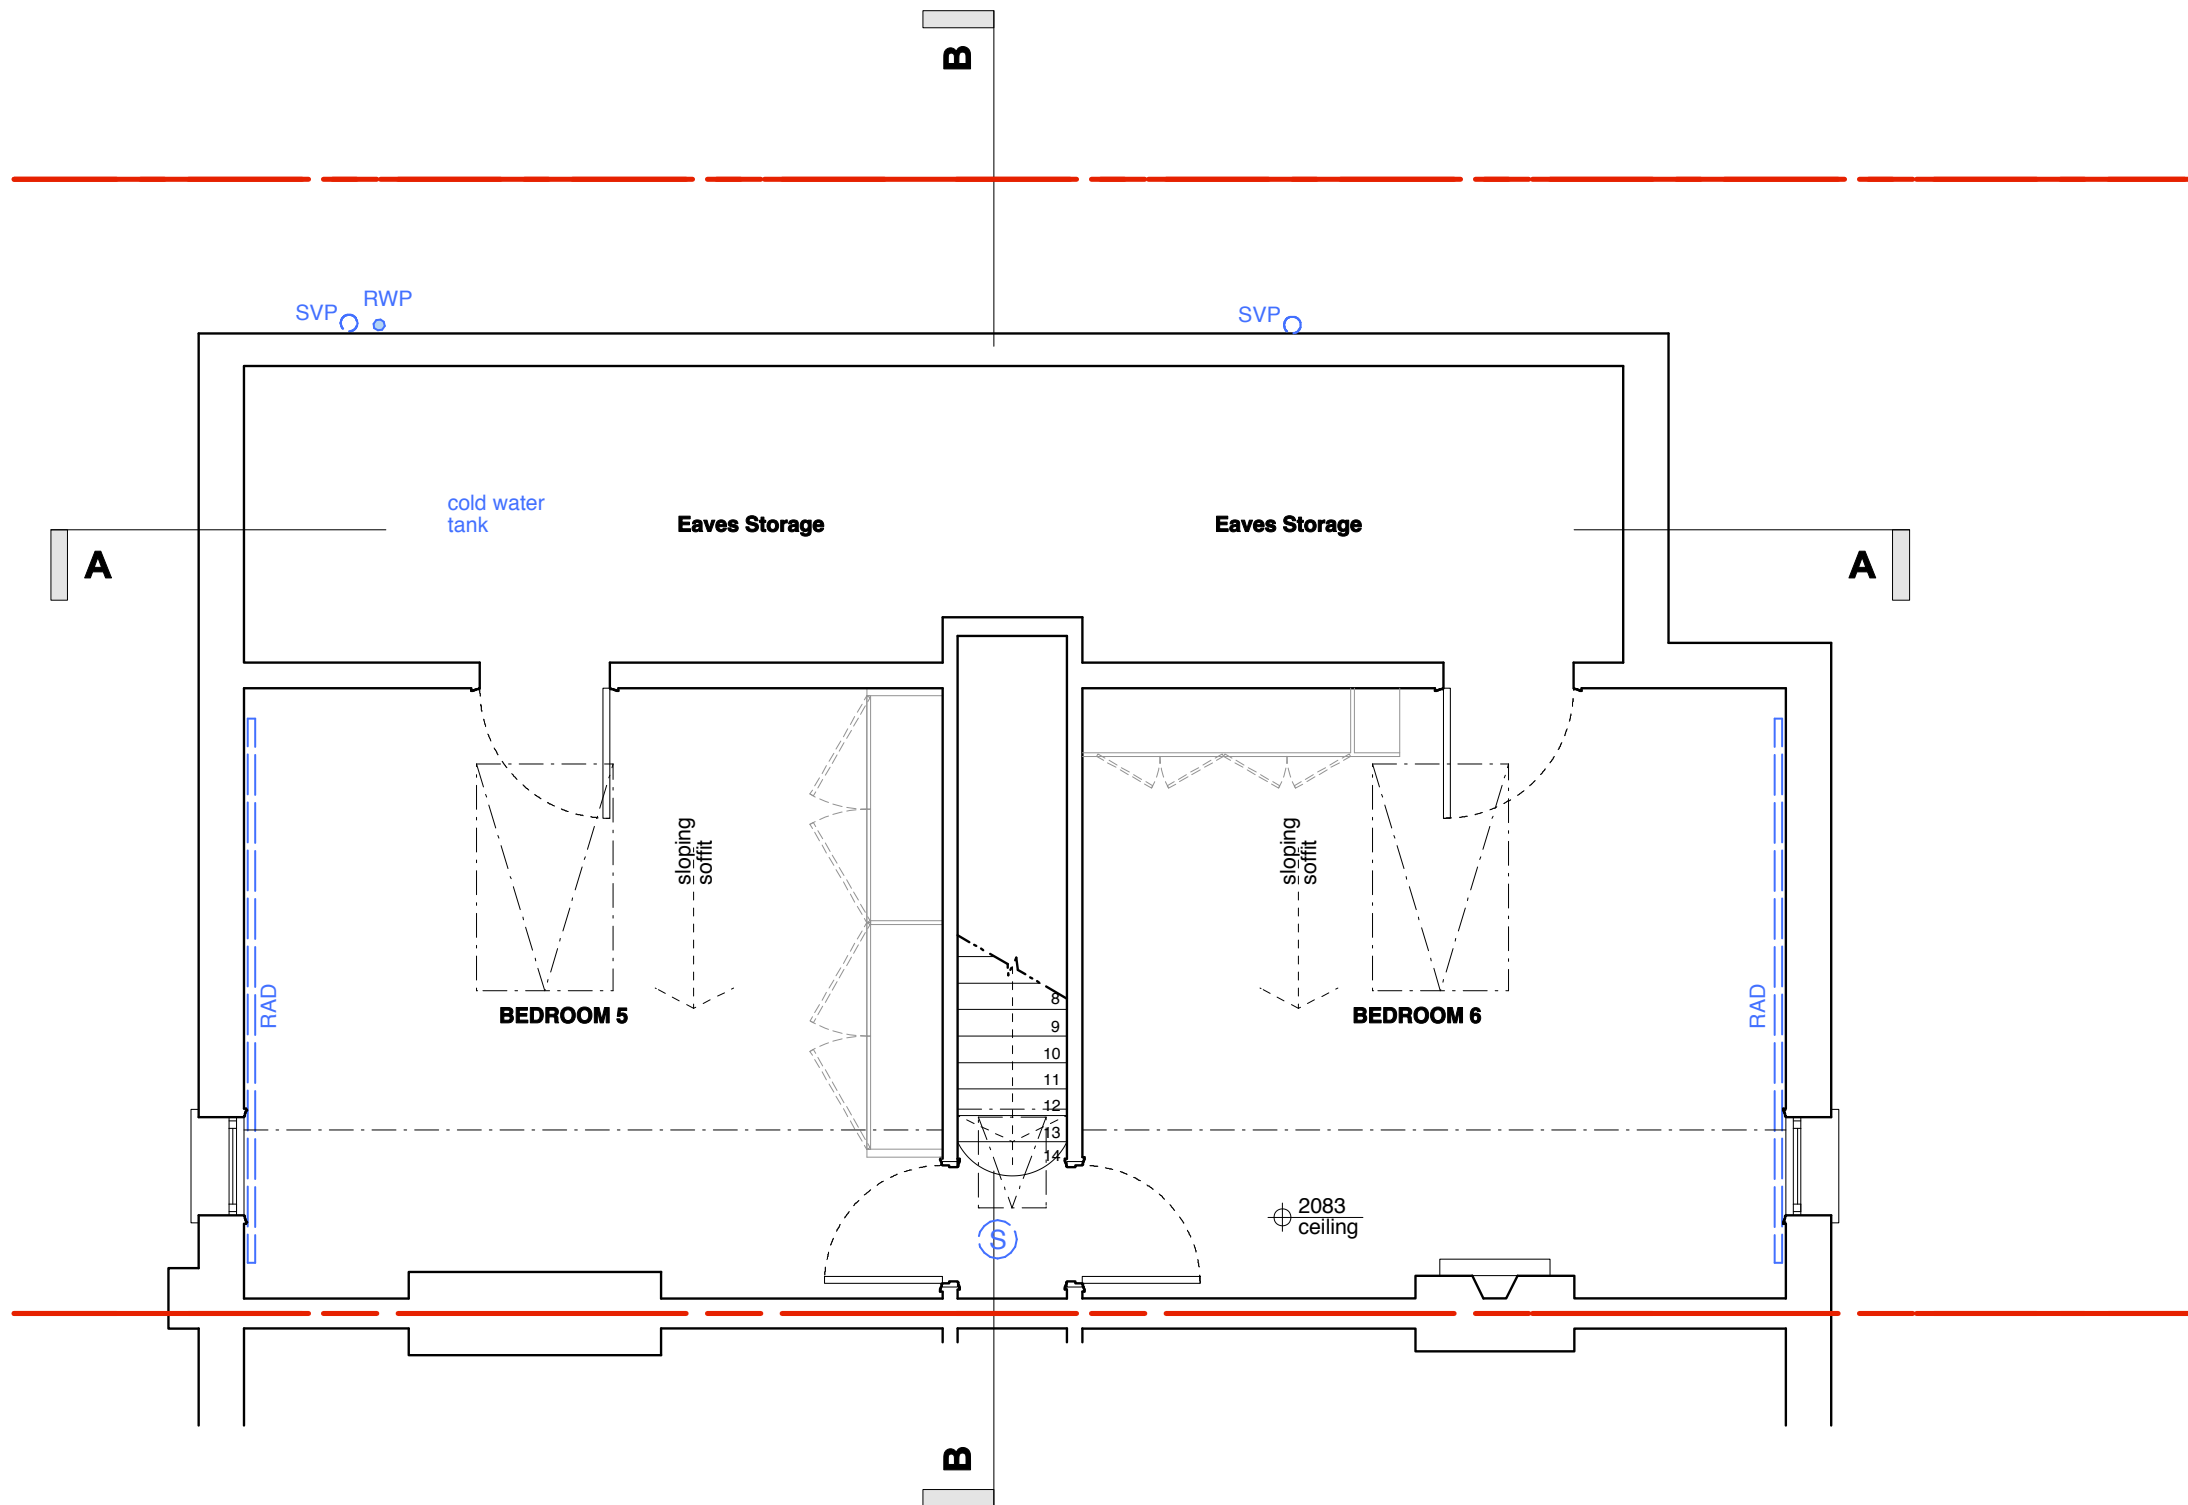 B
RWP
SVP
SVP
cold water
tank
Eaves Storage
Eaves Storage
A
A
sloping
soffit
sloping
soffit
RAD
BEDROOM 5
8
9
10
11
12
13
14
BEDROOM 6
RAD
2083
ceiling
S
B